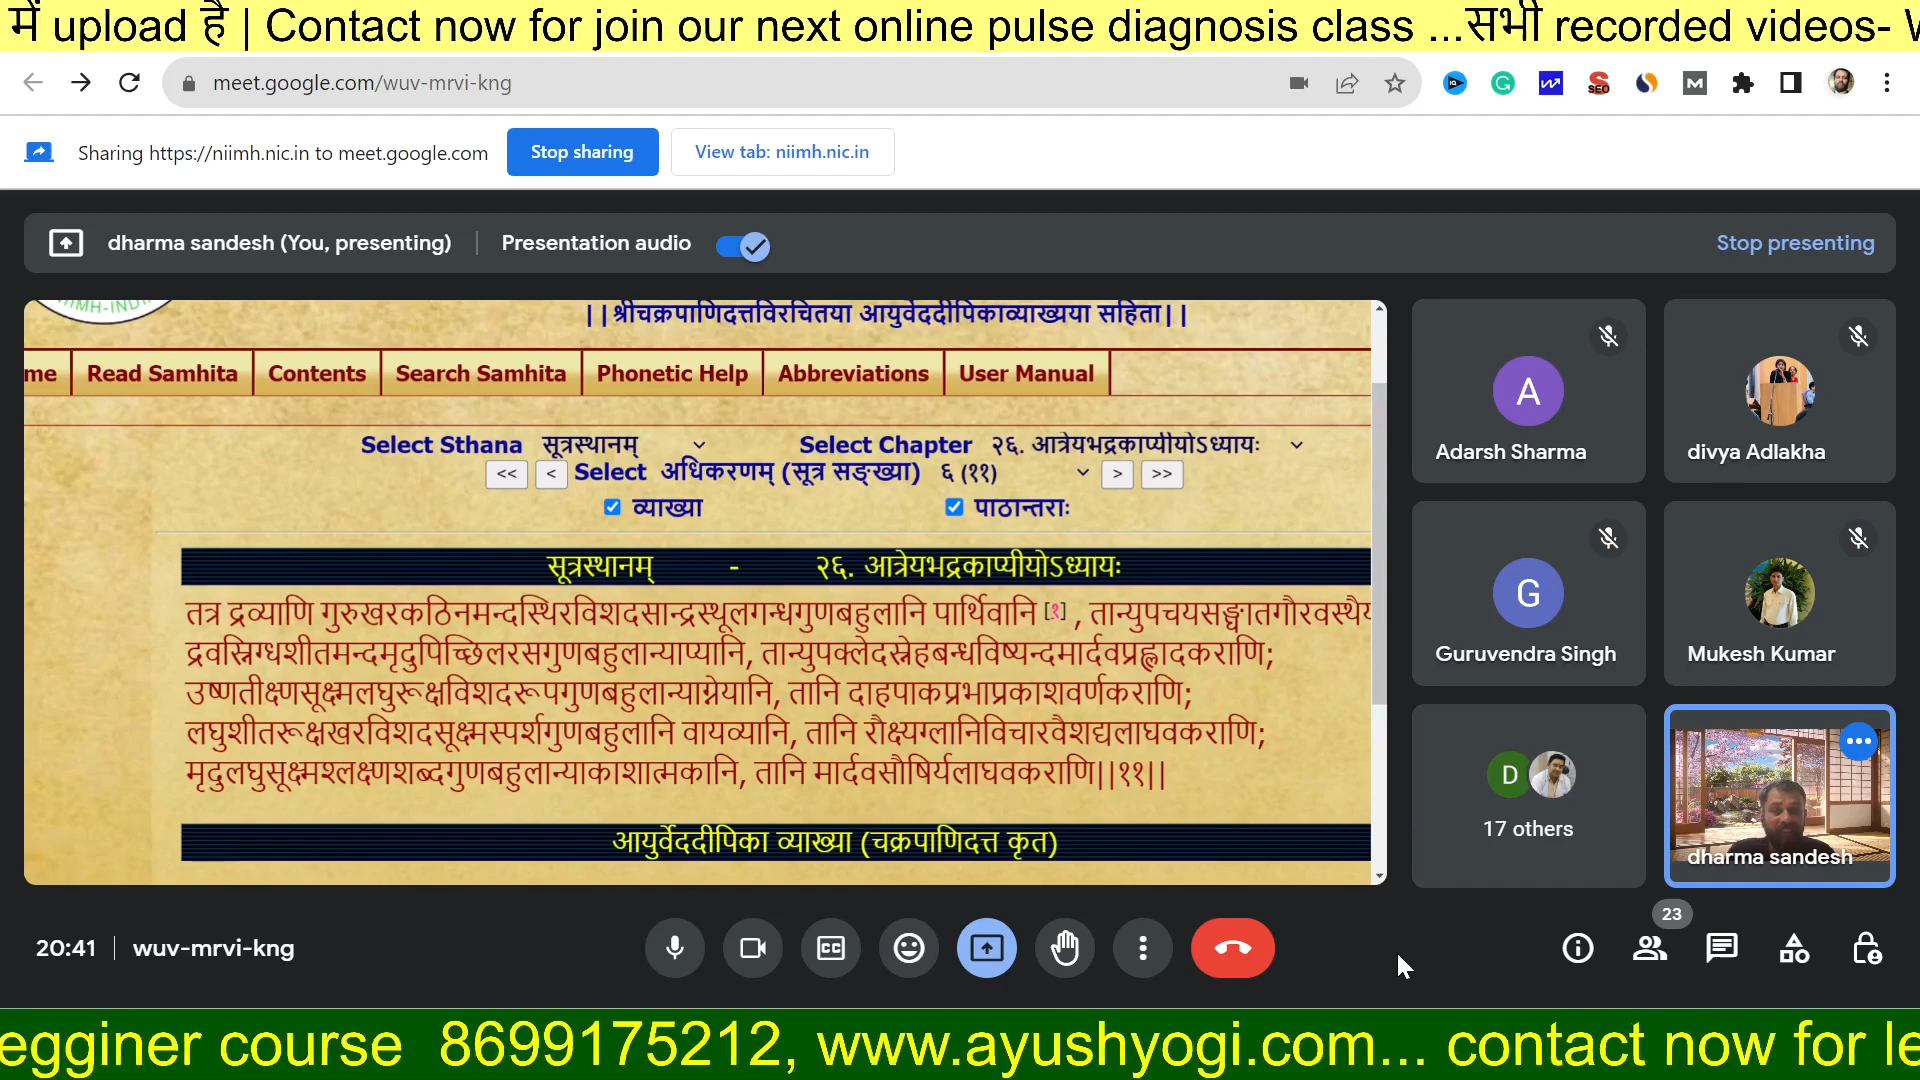 में upload है | Contact now for join our next online pulse diagnosis class ...सभी recorded videos-
meet.google.com/wuv-mrvi-kng
Sharing https://niimh.nic.in to meet.google.com
Stop sharing
View tab: niimh.nic.in
dharma sandesh (You, presenting)
Presentation audio
Stop presenting
||श्रीचक्रपाणिदत्तविरचितया आयुर्वेददीपिकाव्याख्यया संहिता||
me
Read Samhita
Contents
Search Samhita
Phonetic Help
Abbreviations
User Manual
Select Sthana सूत्रस्थानम्
Select Chapter २६. आत्रेयभद्रकाप्यीयोऽध्यायः
<< < Select अधिकरणम् (सूत्र सङ्ख्या) ६ (११) > >>
व्याख्या
पाठान्तराः
सूत्रस्थानम् - २६. आत्रेयभद्रकाप्यीयोऽध्यायः
तत्र द्रव्याणि गुरुखरकठिनमन्दस्थिरविशदसान्द्रस्थूलगन्धगुणबहुलानि पार्थिवानि [१] , तान्युपचयसङ्घातगौरवस्थैर्य
द्रवस्निग्धशीतमन्दमृदुपिच्छिलरसगुणबहुलान्याप्यानि, तान्युपक्लेदस्नेहबन्धविष्यन्दमार्दवप्रह्लादकराणि;
उष्णतीक्ष्णसूक्ष्मलघुरूक्षविशदरूपगुणबहुलान्याग्नेयानि, तानि दाहपाकप्रभाप्रकाशवर्णकराणि;
लघुशीतरूक्षखरविशदसूक्ष्मस्पर्शगुणबहुलानि वायव्यानि, तानि रौक्ष्यग्लानिविचारवैशद्यलाघवकराणि;
मृदुलघुसूक्ष्मश्लक्ष्णशब्दगुणबहुलान्याकाशात्मकानि, तानि मार्दवसौषिर्यलाघवकराणि||११||
आयुर्वेददीपिका व्याख्या (चक्रपाणिदत्त कृत)
A
Adarsh Sharma
divya Adlakha
G
Guruvendra Singh
Mukesh Kumar
D
17 others
dharma sandesh
20:41
wuv-mrvi-kng
23
egginer course 8699175212, www.ayushyogi.com... contact now for le